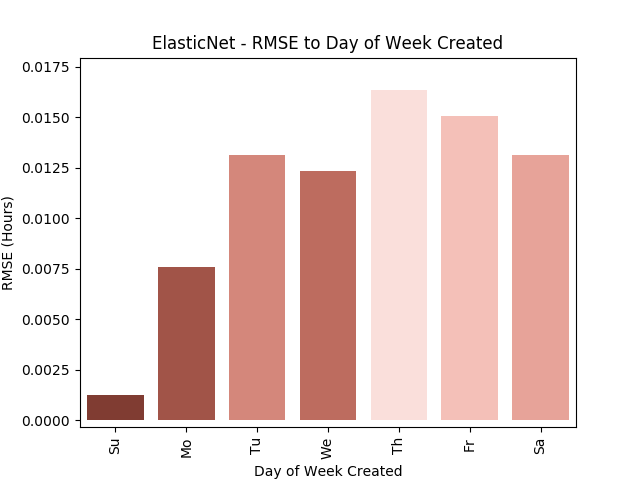 ElasticNet - RMSE to Day of Week Created
0.0175
0.0150
0.0125
0.0100
0.0075
0.0050
0.0025
0.0000
RMSE (Hours)
Su Mo Tu We Th Fr Sa
Day of Week Created